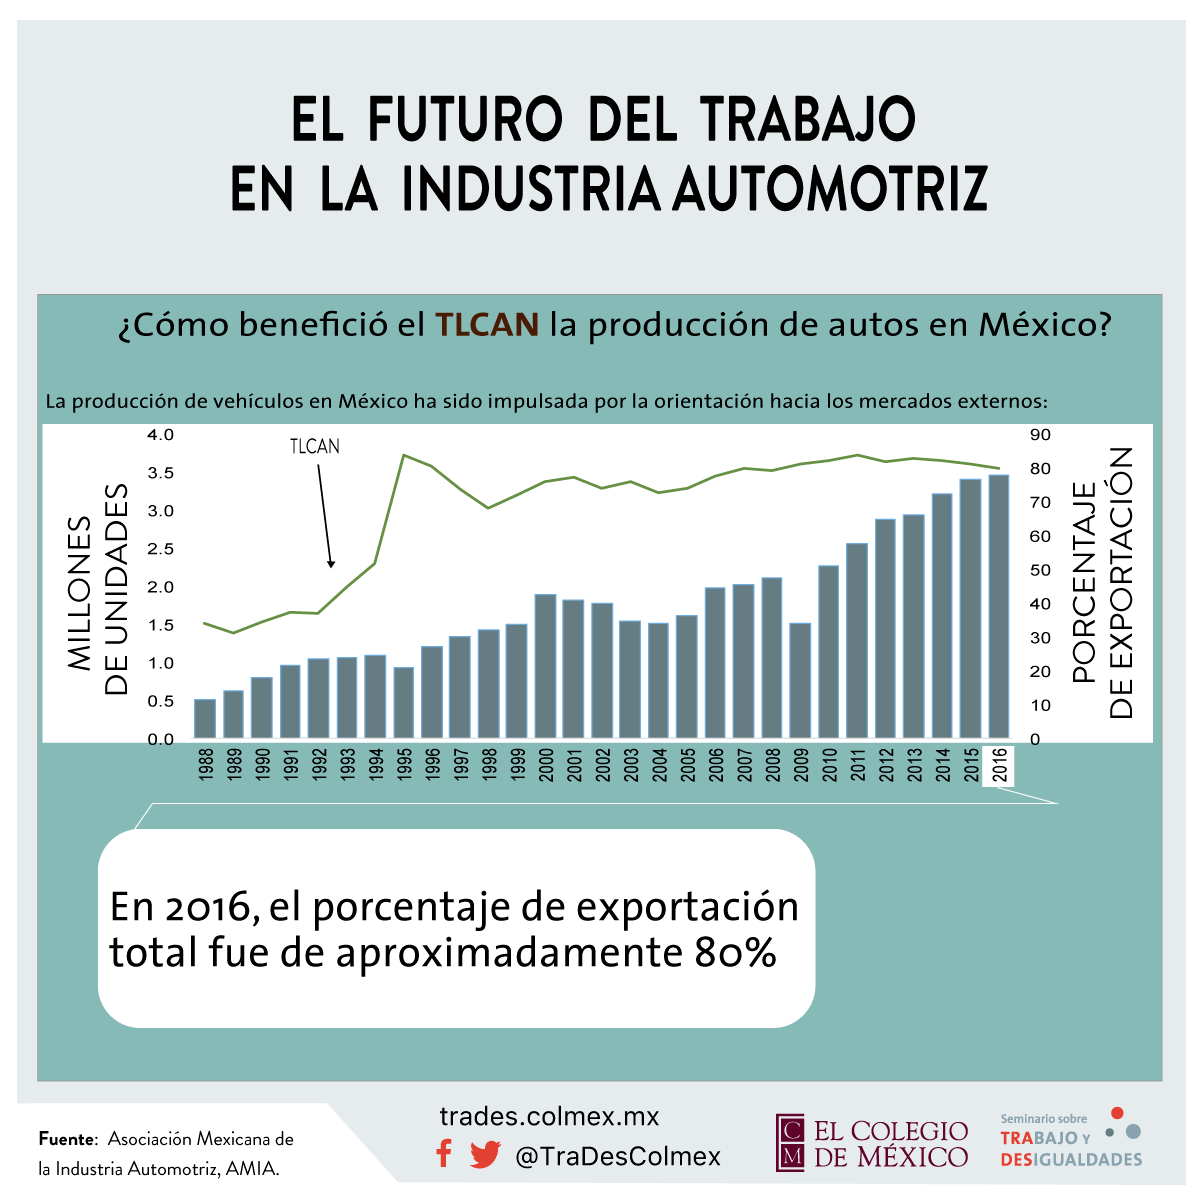 EL FUTURO DEL TRABAJO
EN LA INDUSTRIA AUTOMOTRIZ
¿Cómo benefició el TLCAN la producción de autos en México?
La producción de vehículos en México ha sido impulsada por la orientación hacia los mercados externos:
MILLONES
DE UNIDADES
4.0
3.5
3.0
2.5
2.0
1.5
1.0
0.5
0.0
TLCAN
90
80
70
60
50
40
30
20
10
0
PORCENTAJE
DE EXPORTACIÓN
1988 1989 1990 1991 1992 1993 1994 1995 1996 1997 1998 1999 2000 2001 2002 2003 2004 2005 2006 2007 2008 2009 2010 2011 2012 2013 2014 2015 2016
En 2016, el porcentaje de exportación
total fue de aproximadamente 80%
Fuente: Asociación Mexicana de
la Industria Automotriz, AMIA.
trades.colmex.mx
@TraDesColmex
C
M
EL COLEGIO
DE MÉXICO
Seminario sobre
TRABAJO Y
DESIGUALDADES